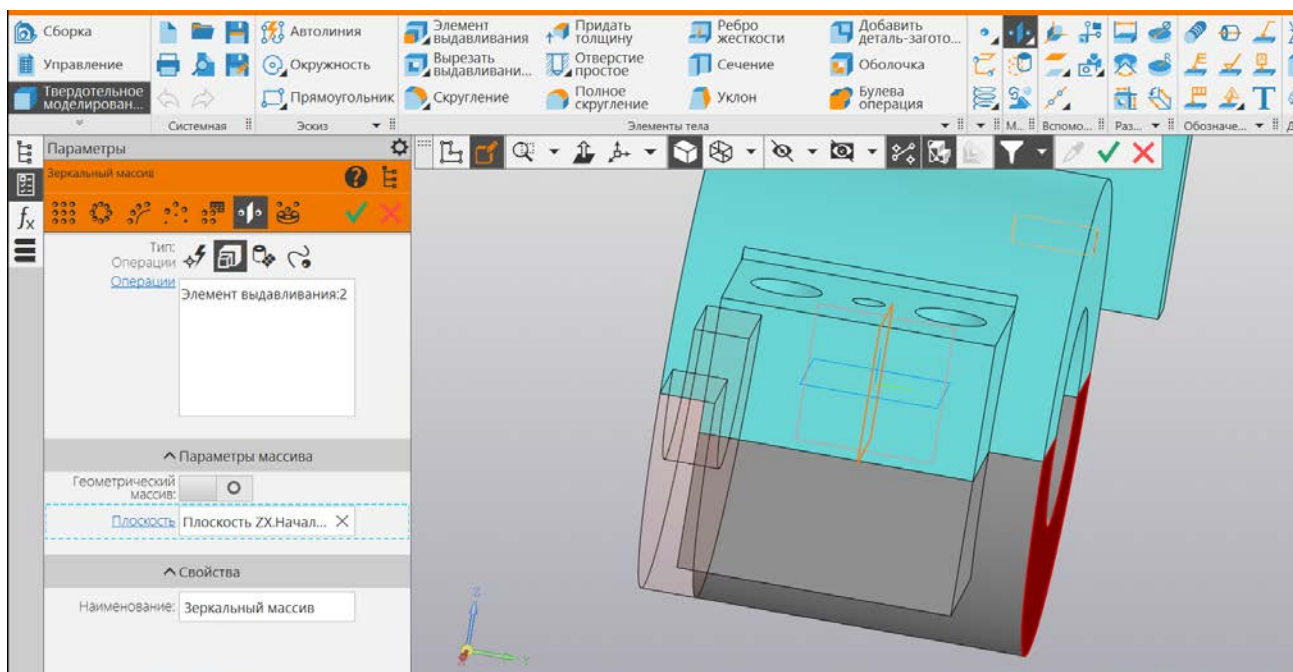 Сборка
Управление
Твердотельное
моделирован...
Системная
Автолиния
Окружность
Прямоугольник
Эскиз
Элемент
выдавливания
Вырезать
выдавливани...
Скругление
Придать
толщину
Отверстие
простое
Полное
скругление
Ребро
жесткости
Сечение
Уклон
Добавить
деталь-загото...
Оболочка
Булева
операция
Элементы тела
М...
Вспомо...
Раз...
Обозначе...
Параметры
Зеркальный массив
Тип:
Операции
Операции
Элемент выдавливания:2
Параметры массива
Геометрический
массив:
Плоскость
Плоскость ZX.Начал...
Свойства
Наименование:
Зеркальный массив
Z
Y